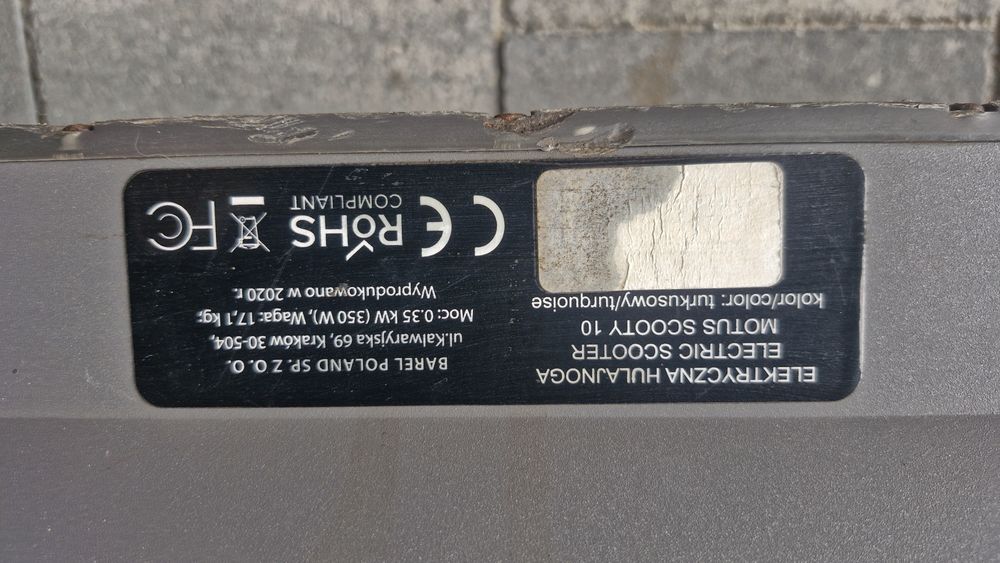 ELEKTRYCZNA HULAJNOGA
ELECTRIC SCOOTER
MOTUS SCOOTY 10
kolor/color: turkusowy/turquoise
BAREL POLAND SP. Z O. O.
ul.Kalwaryjska 69, Kraków 30-504,
Moc: 0.35 kW (350 W), Waga: 17,1 kg;
Wyprodukowano w 2020 r.
CE RoHS FC
COMPLIANT